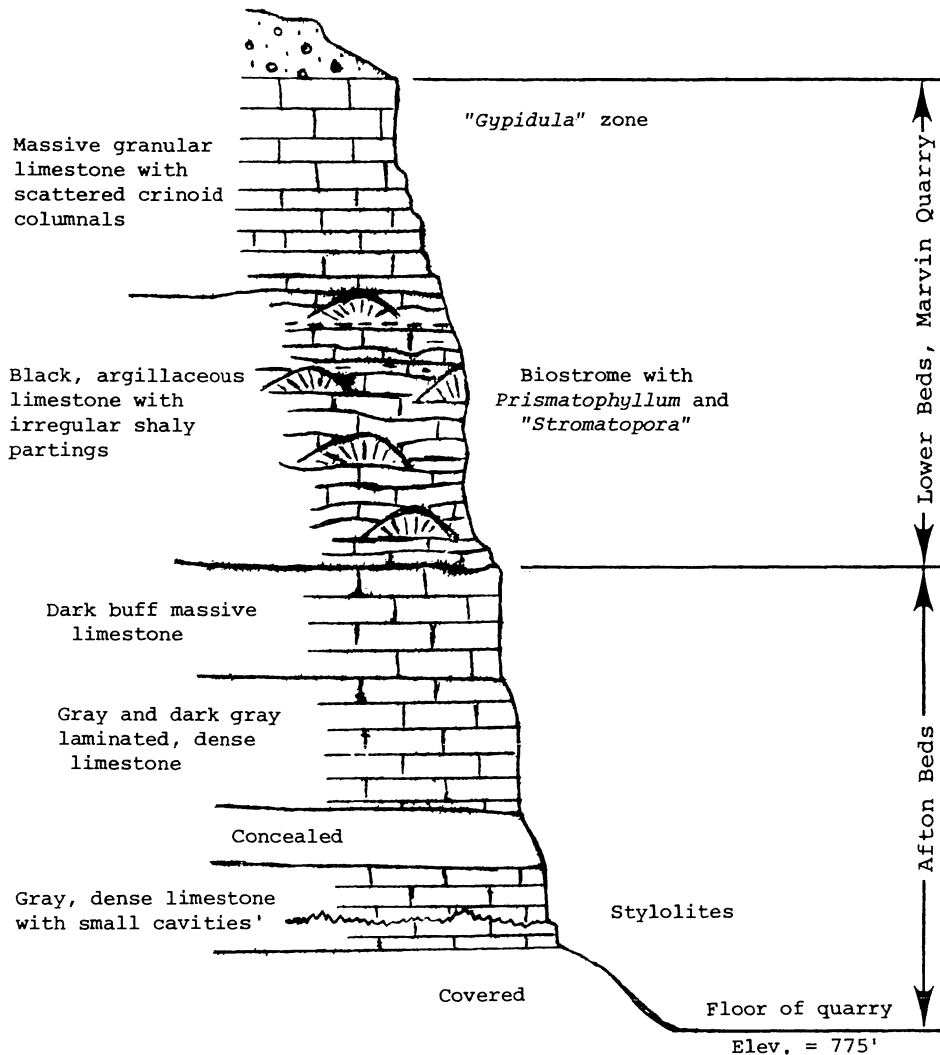 "Gypidula" zone
Massive granular
limestone with
scattered crinoid
columnals
Lower Beds, Marvin Quarry
Black, argillaceous
limestone with
irregular shaly
partings
Biostrome with
Prismatophyllum and
"Stromatopora"
Dark buff massive
limestone
Gray and dark gray
laminated, dense
limestone
Afton Beds
Concealed
Gray, dense limestone
with small cavities'
Stylolites
Covered
Floor of quarry
Elev, = 775'